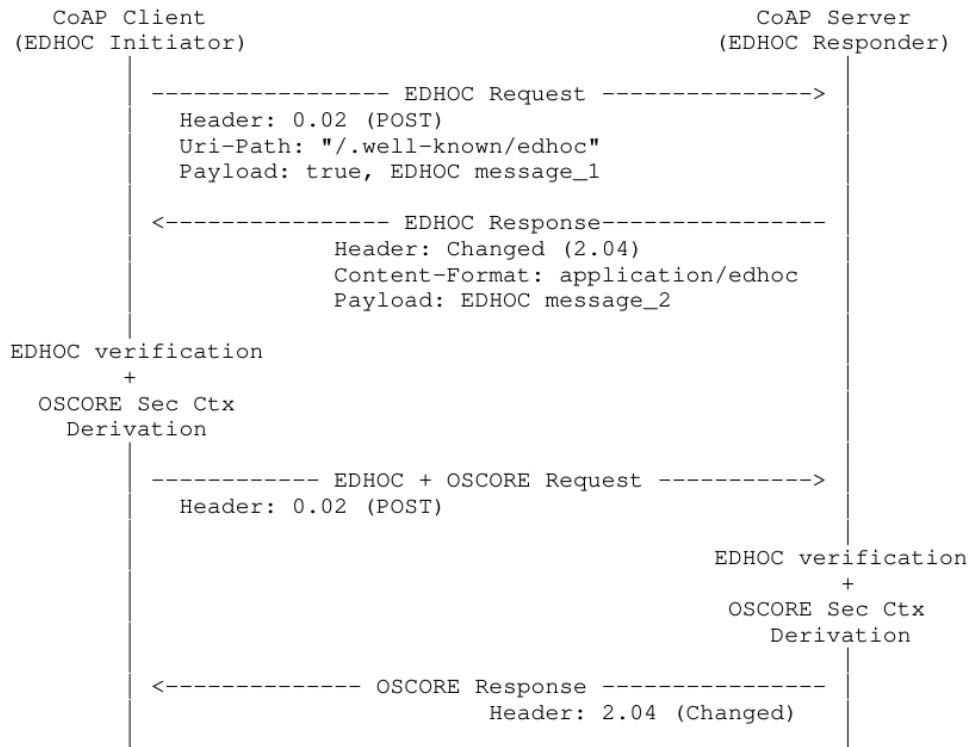 CoAP Client CoAP Server
(EDHOC Initiator) (EDHOC Responder)
----------------- EDHOC Request --------------->
Header: 0.02 (POST)
Uri-Path: "/.well-known/edhoc"
Payload: true, EDHOC message_1
<---------------- EDHOC Response----------------
Header: Changed (2.04)
Content-Format: application/edhoc
Payload: EDHOC message_2
EDHOC verification
+
OSCORE Sec Ctx
Derivation
------------ EDHOC + OSCORE Request ----------->
Header: 0.02 (POST)
EDHOC verification
+
OSCORE Sec Ctx
Derivation
<-------------- OSCORE Response ----------------
Header: 2.04 (Changed)